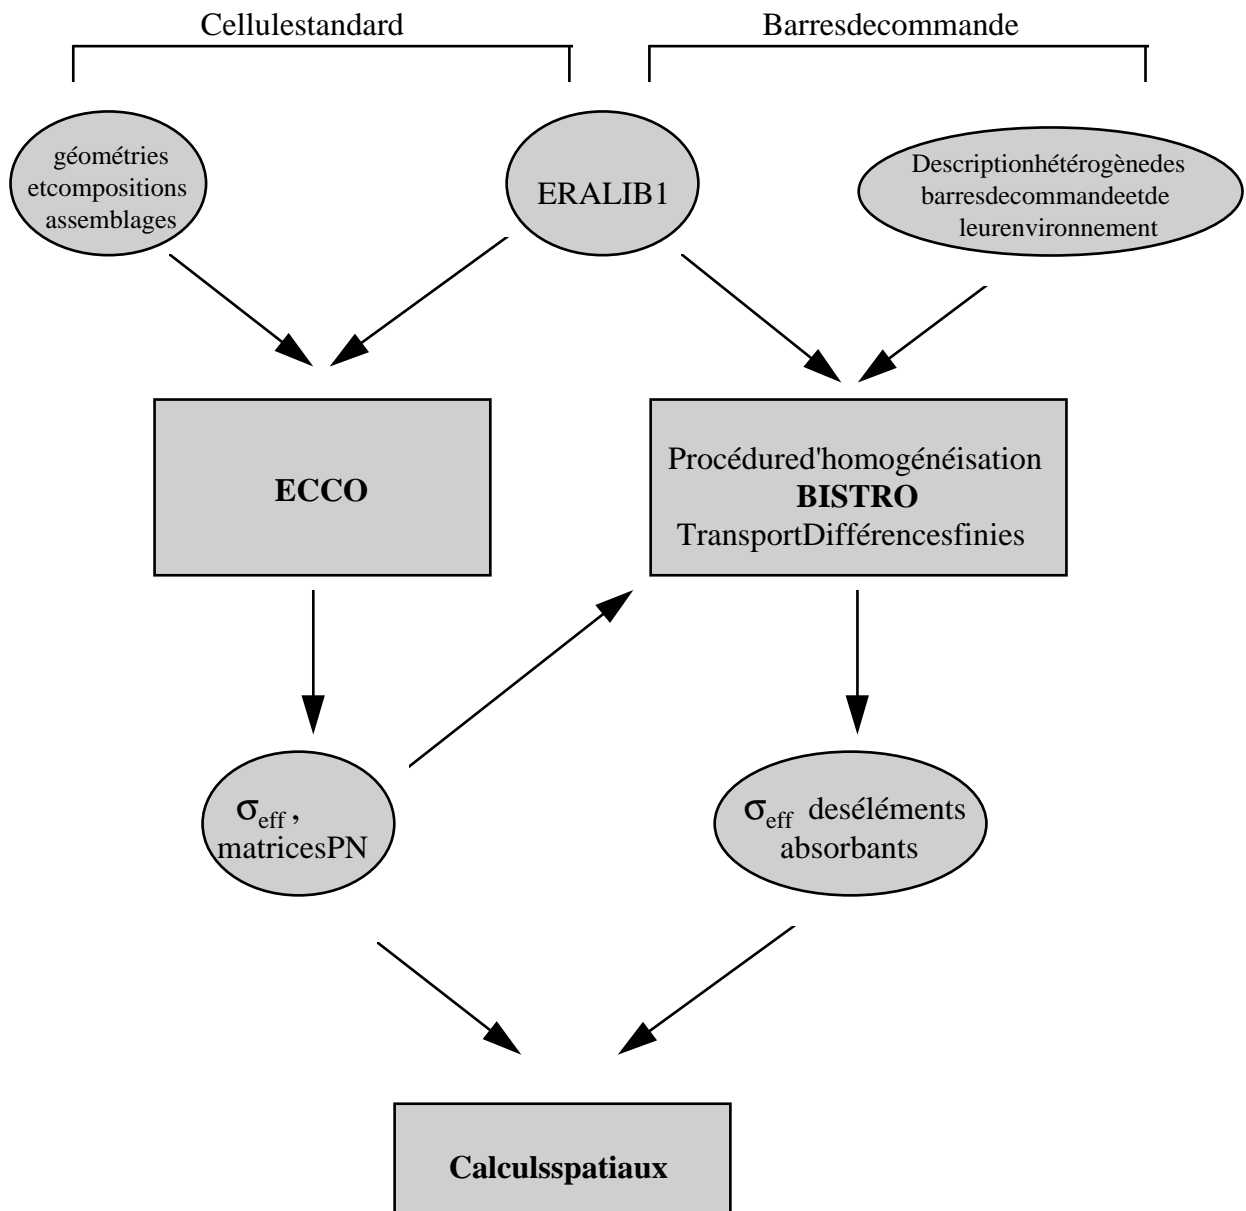 Cellulestandard
Barresdecommande
géométries
etcompositions
assemblages
ERALIB1
Descriptionhétérogènedes
barresdecommandeetde
leurenvironnement
ECCO
Procédured'homogénéisation
BISTRO
TransportDifférencesfinies
σeff ,
matricesPN
σeff deséléments
absorbants
Calculsspatiaux